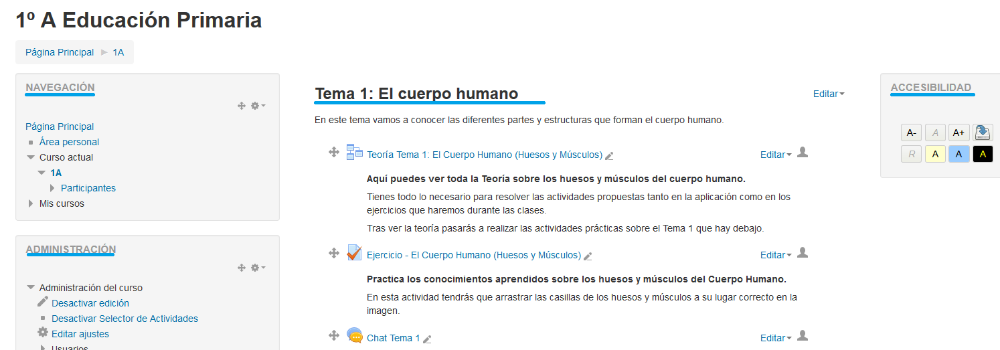 1º A Educación Primaria
Página Principal ► 1A
NAVEGACIÓN
Página Principal
Área personal
Curso actual
1A
Participantes
Mis cursos
ADMINISTRACIÓN
Administración del curso
Desactivar edición
Desactivar Selector de Actividades
Editar ajustes
Usuarios
Tema 1: El cuerpo humano
Editar
En este tema vamos a conocer las diferentes partes y estructuras que forman el cuerpo humano.
Teoría Tema 1: El Cuerpo Humano (Huesos y Músculos)
Editar
Aquí puedes ver toda la Teoría sobre los huesos y músculos del cuerpo humano.
Tienes todo lo necesario para resolver las actividades propuestas tanto en la aplicación como en los
ejercicios que haremos durante las clases.
Tras ver la teoría pasarás a realizar las actividades prácticas sobre el Tema 1 que hay debajo.
Ejercicio - El Cuerpo Humano (Huesos y Músculos)
Editar
Practica los conocimientos aprendidos sobre los huesos y músculos del Cuerpo Humano.
En esta actividad tendrás que arrastrar las casillas de los huesos y músculos a su lugar correcto en la
imagen.
Chat Tema 1
Editar
ACCESIBILIDAD
A- A A+
R A A A